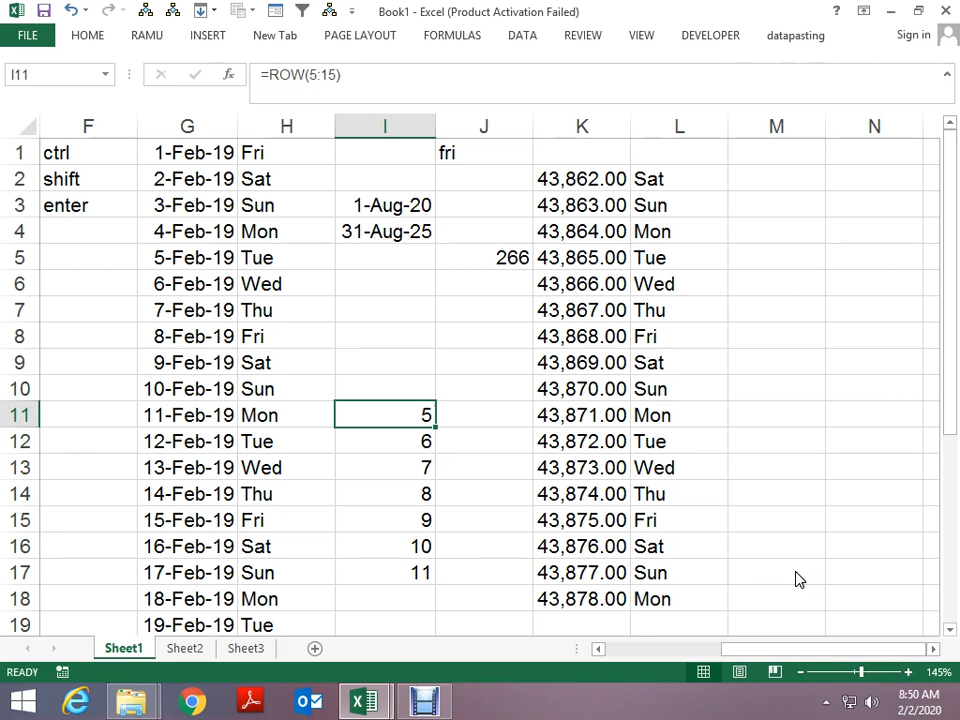 Book1 - Excel (Product Activation Failed)
?
FILE HOME RAMU INSERT New Tab PAGE LAYOUT FORMULAS DATA REVIEW VIEW DEVELOPER datapasting Sign in
I11 fx =ROW(5:15)
F G H I J K L M N
1 ctrl 1-Feb-19 Fri fri
2 shift 2-Feb-19 Sat 43,862.00 Sat
3 enter 3-Feb-19 Sun 1-Aug-20 43,863.00 Sun
4 4-Feb-19 Mon 31-Aug-25 43,864.00 Mon
5 5-Feb-19 Tue 266 43,865.00 Tue
6 6-Feb-19 Wed 43,866.00 Wed
7 7-Feb-19 Thu 43,867.00 Thu
8 8-Feb-19 Fri 43,868.00 Fri
9 9-Feb-19 Sat 43,869.00 Sat
10 10-Feb-19 Sun 43,870.00 Sun
11 11-Feb-19 Mon 5 43,871.00 Mon
12 12-Feb-19 Tue 6 43,872.00 Tue
13 13-Feb-19 Wed 7 43,873.00 Wed
14 14-Feb-19 Thu 8 43,874.00 Thu
15 15-Feb-19 Fri 9 43,875.00 Fri
16 16-Feb-19 Sat 10 43,876.00 Sat
17 17-Feb-19 Sun 11 43,877.00 Sun
18 18-Feb-19 Mon 43,878.00 Mon
19 19-Feb-19 Tue
Sheet1 Sheet2 Sheet3
READY 145%
8:50 AM
2/2/2020